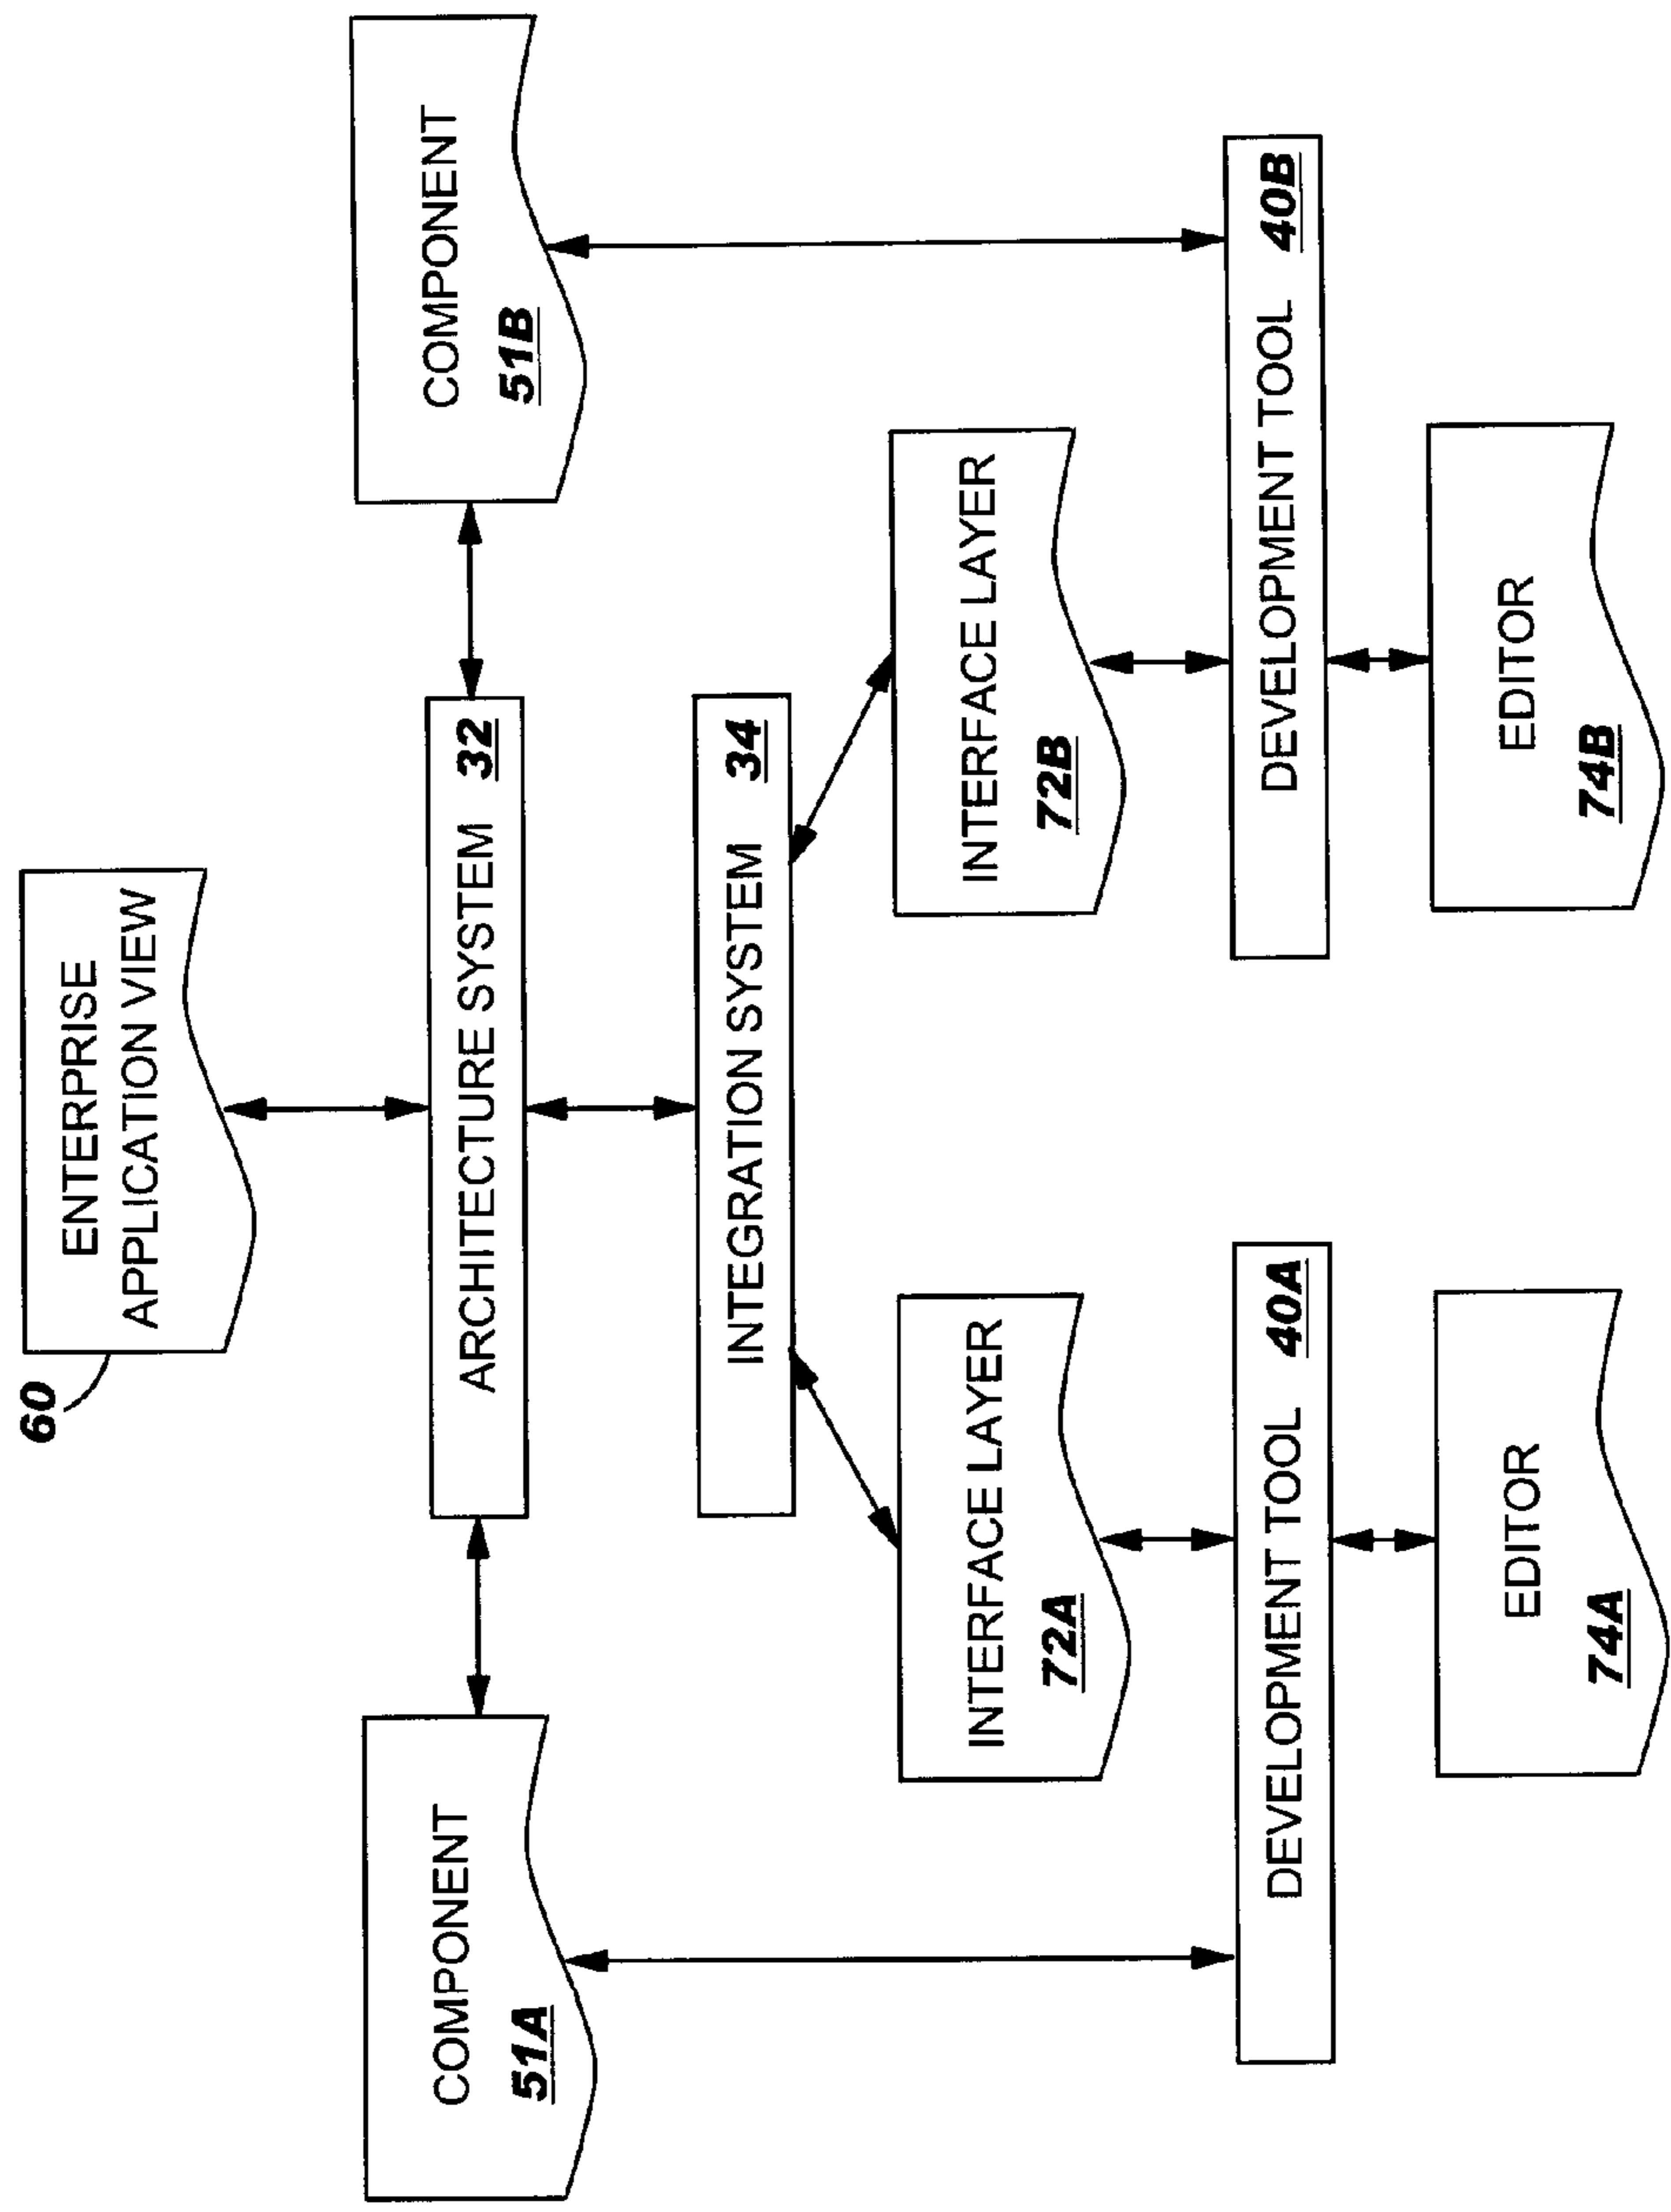 60
ENTERPRISE
APPLICATION VIEW
COMPONENT
51A
ARCHITECTURE SYSTEM 32
COMPONENT
51B
INTEGRATION SYSTEM 34
INTERFACE LAYER
72A
INTERFACE LAYER
72B
DEVELOPMENT TOOL 40A
DEVELOPMENT TOOL 40B
EDITOR
74A
EDITOR
74B